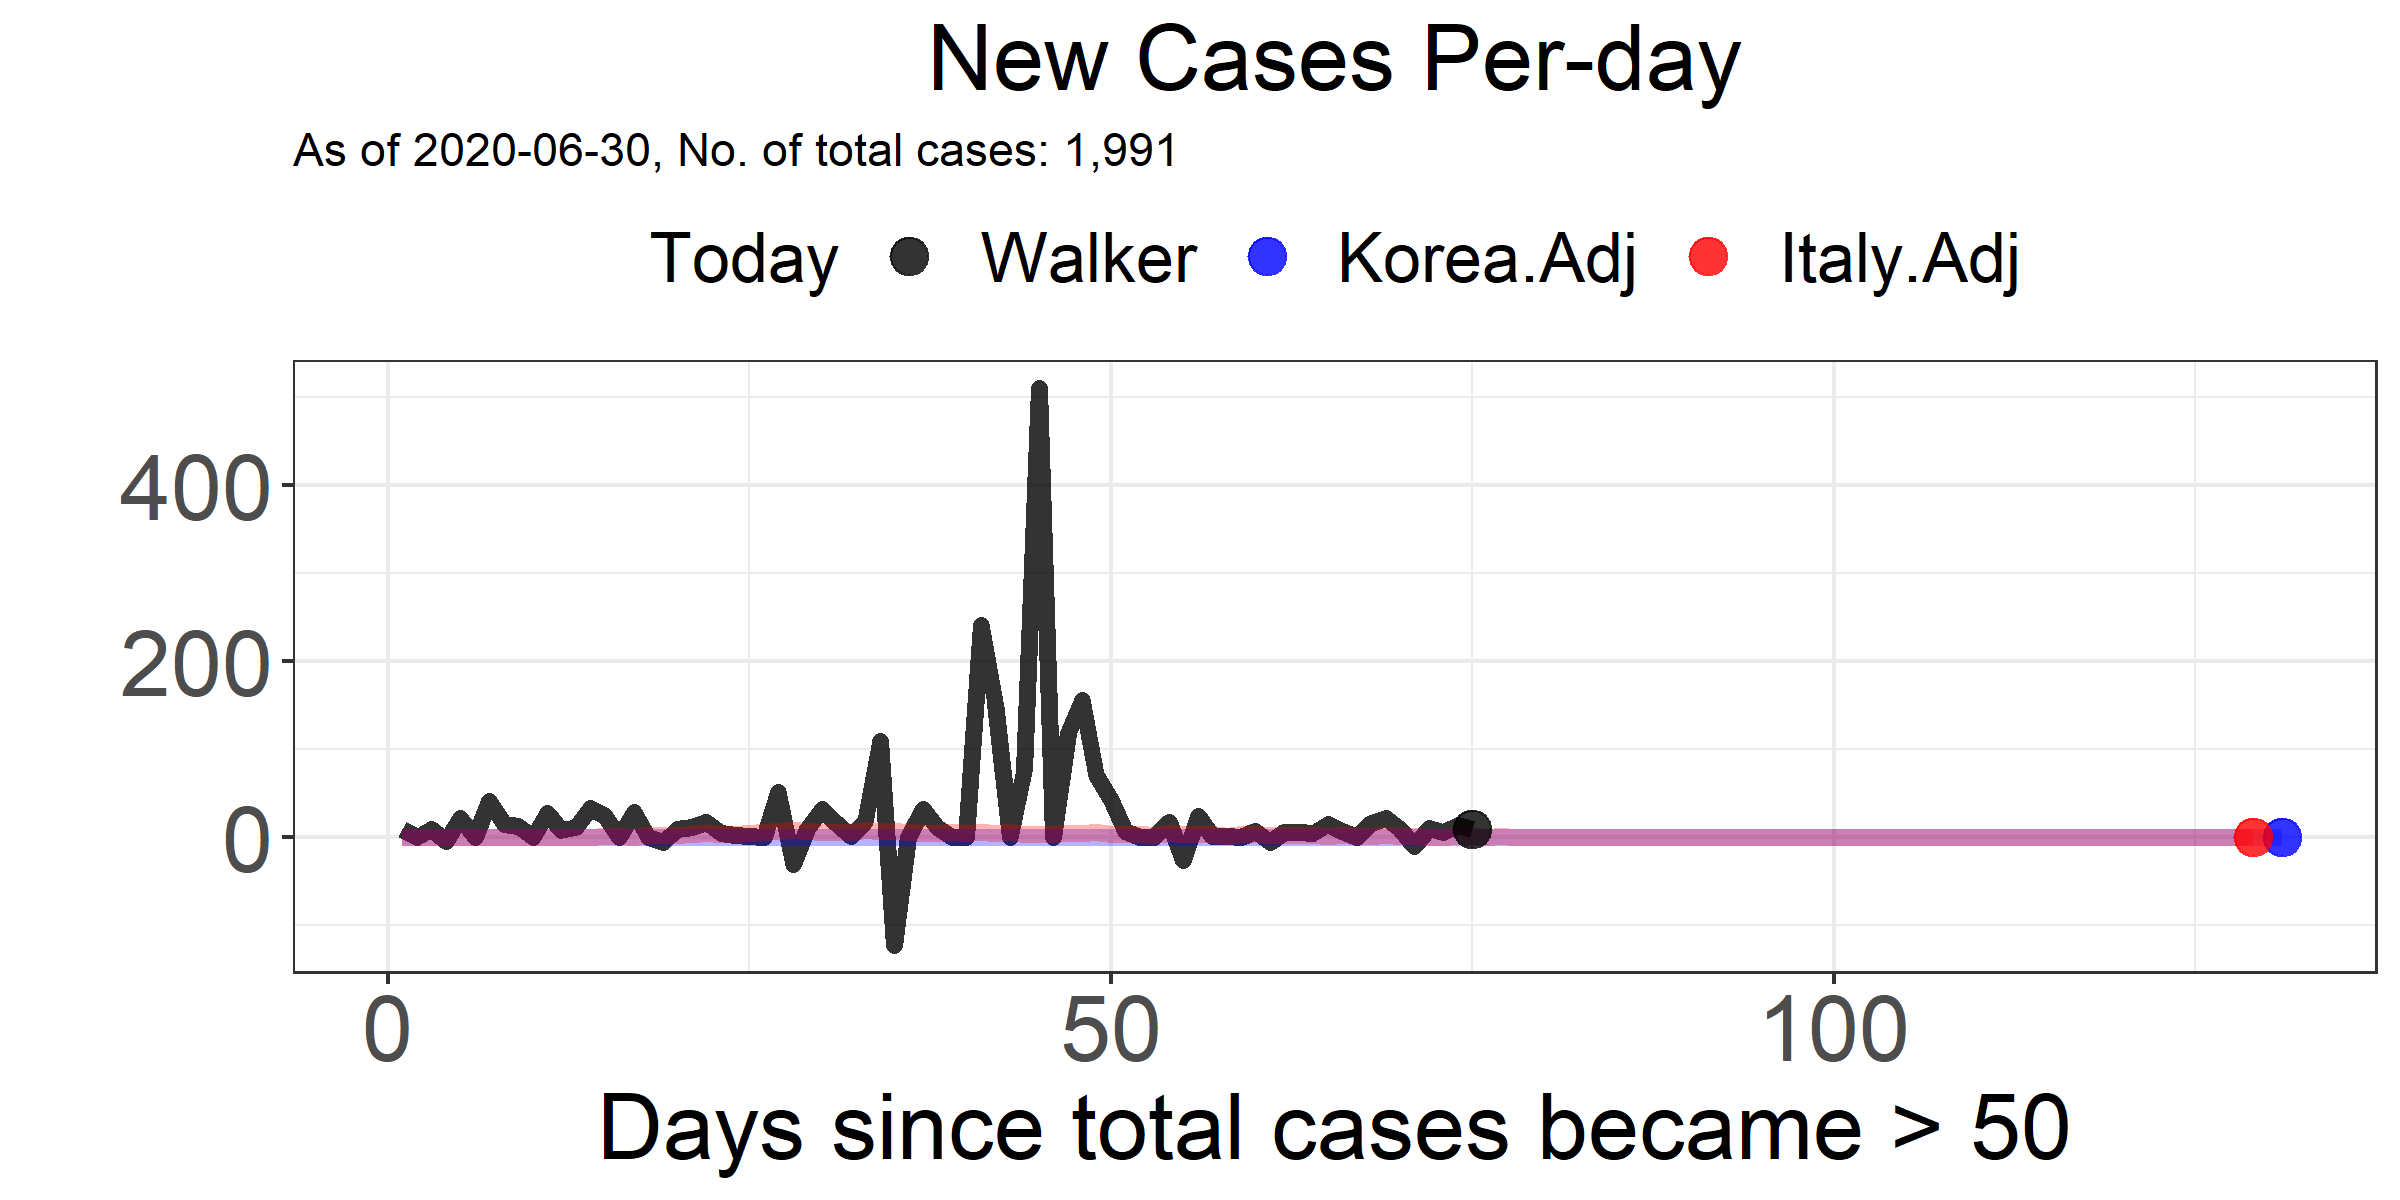 New Cases Per-day
As of 2020-06-30, No. of total cases: 1,991
Today Walker Korea.Adj Italy.Adj
400
200
0
0 50 100
Days since total cases became > 50